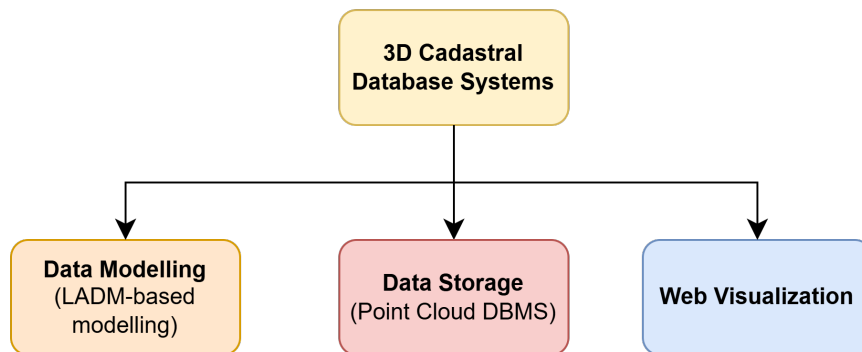 3D Cadastral
Database Systems
Data Modelling
(LADM-based
modelling)
Data Storage
(Point Cloud DBMS)
Web Visualization